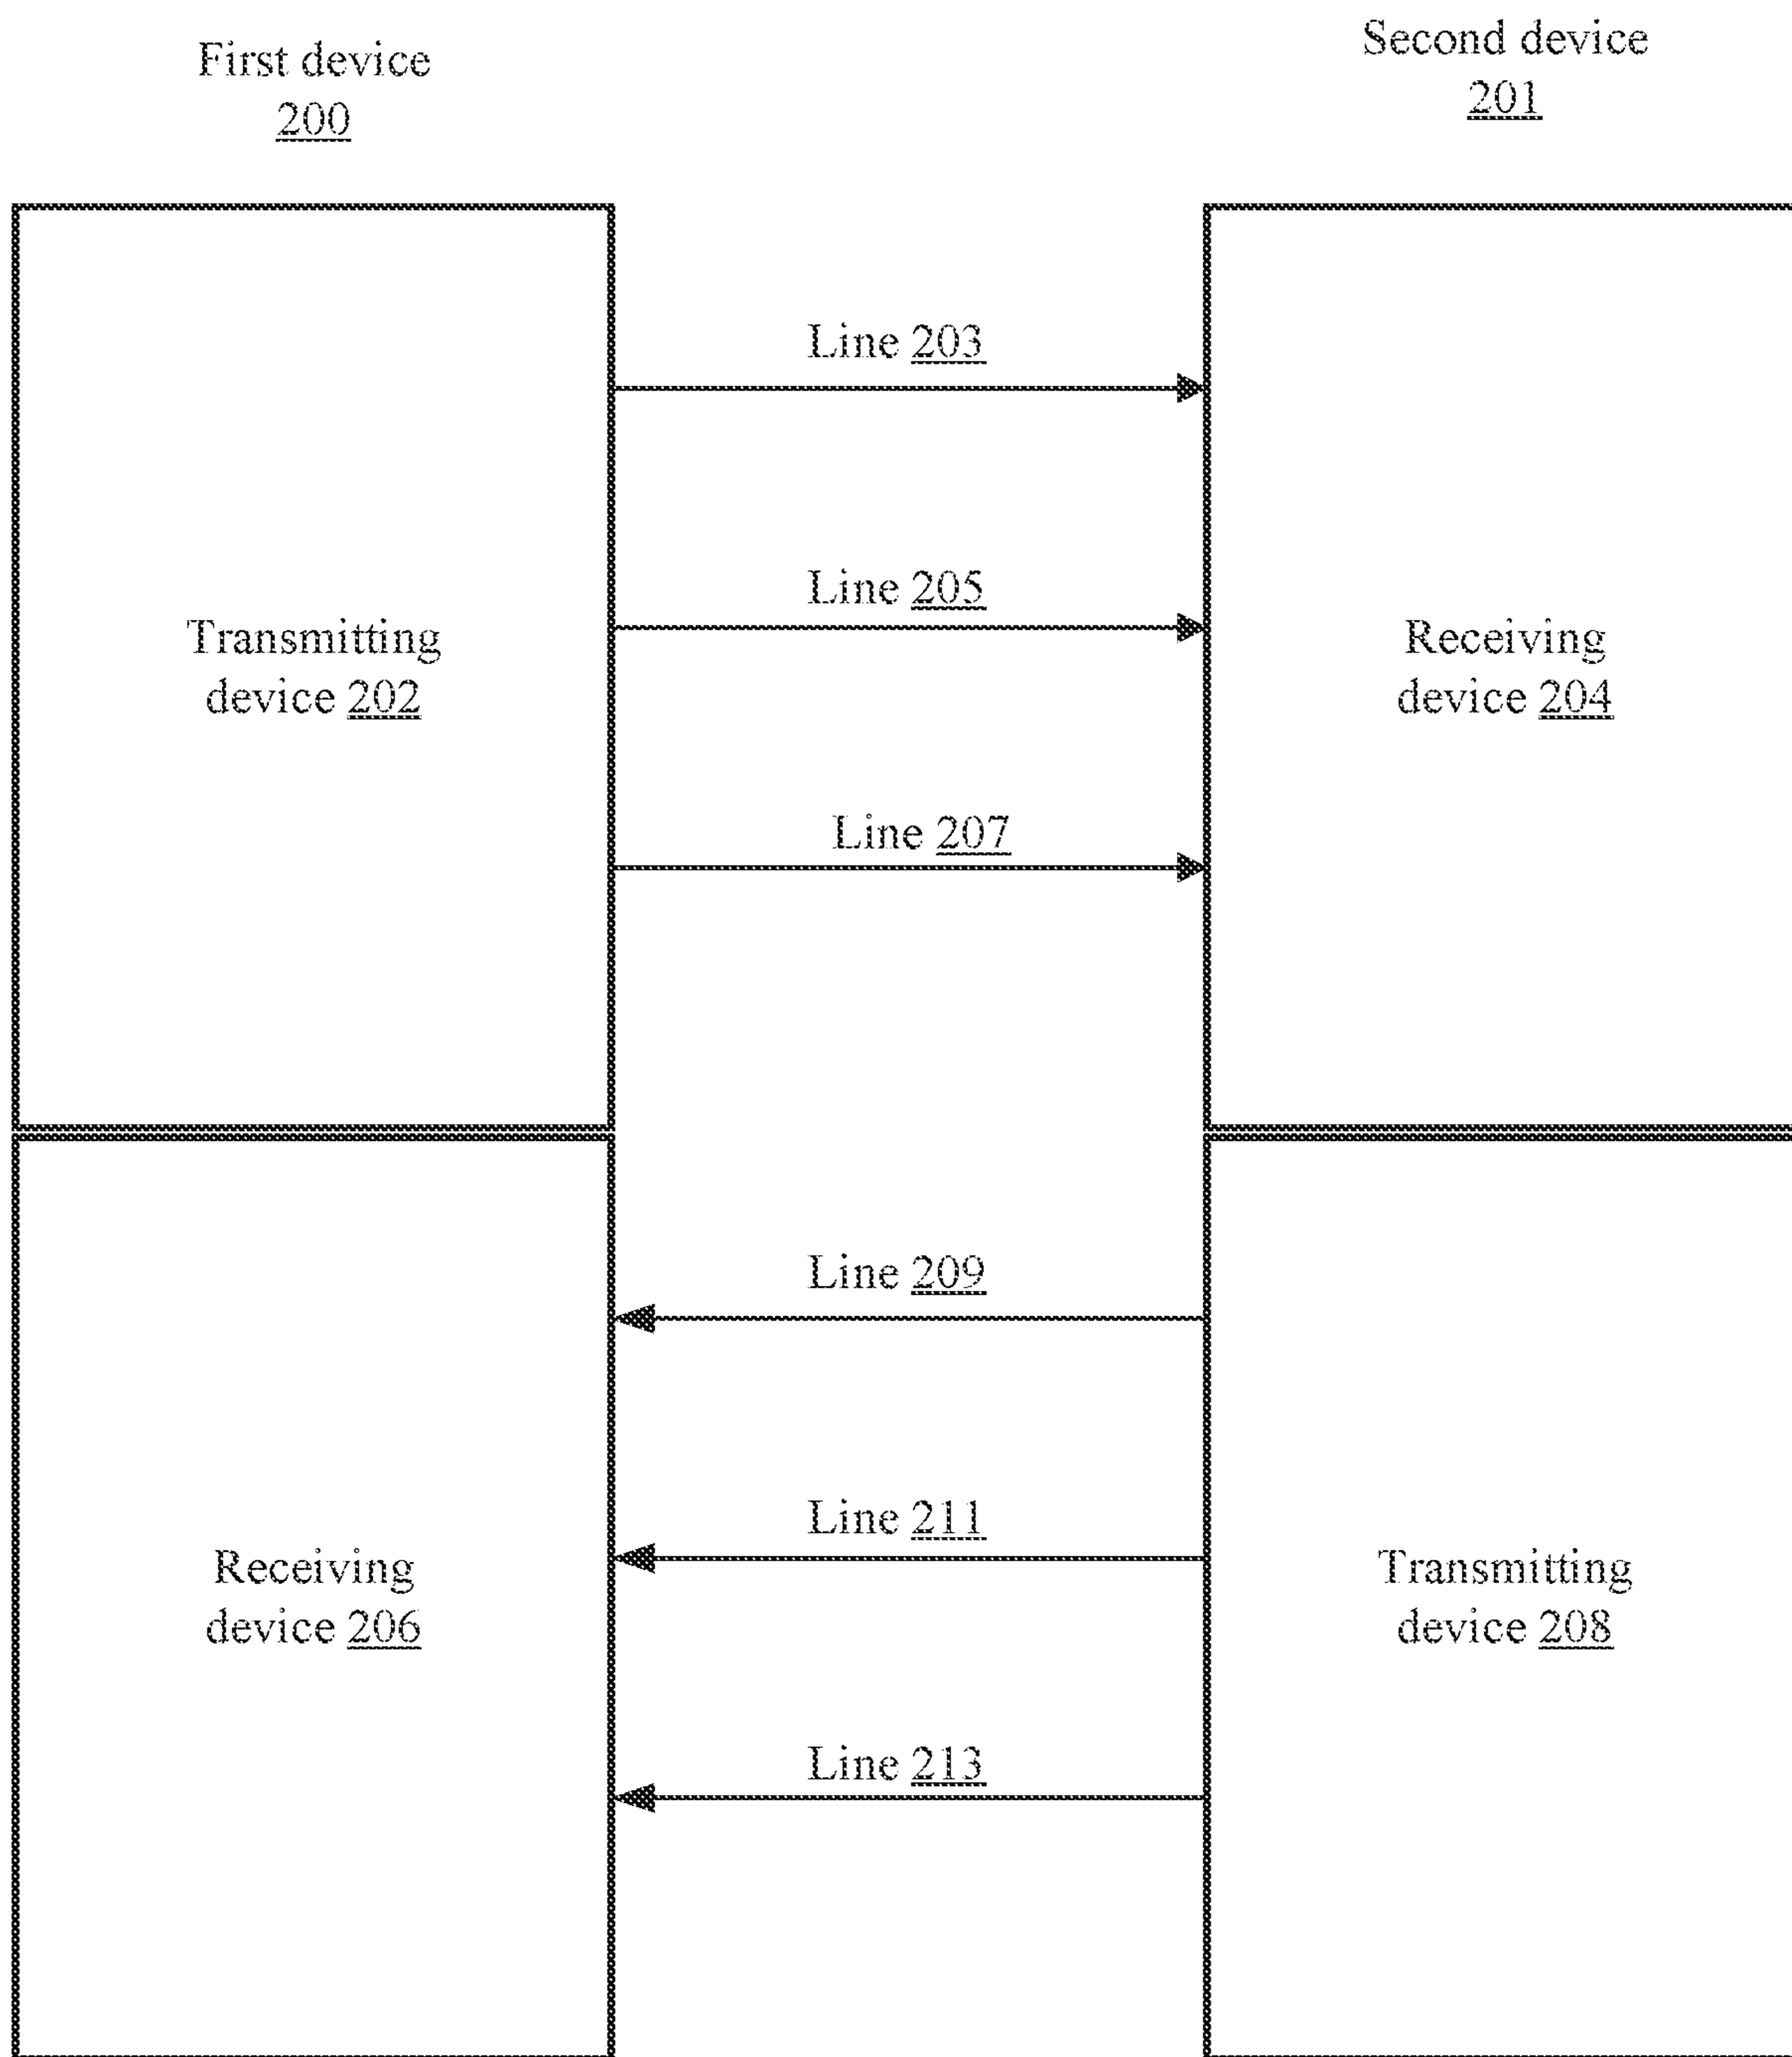 First device
200
Second device
201
Line 203
Line 205
Transmitting
device 202
Receiving
device 204
Line 207
Line 209
Line 211
Receiving
device 206
Transmitting
device 208
Line 213